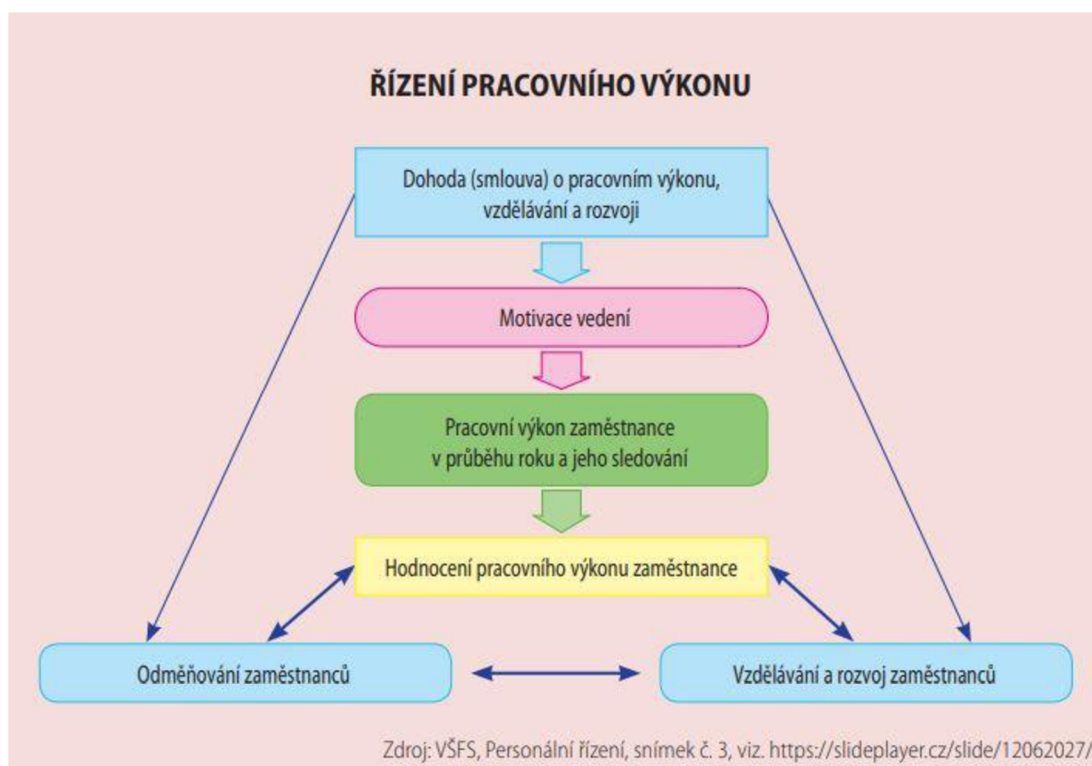 ŘÍZENÍ PRACOVNÍHO VÝKONU
Dohoda (smlouva) o pracovním výkonu,
vzdělávání a rozvoji
Motivace vedení
Pracovní výkon zaměstnance
v průběhu roku a jeho sledování
Hodnocení pracovního výkonu zaměstnance
Odměňování zaměstnanců
Vzdělávání a rozvoj zaměstnanců
Zdroj: VŠFS, Personální řízení, snímek č. 3, viz. https://slideplayer.cz/slide/12062027/